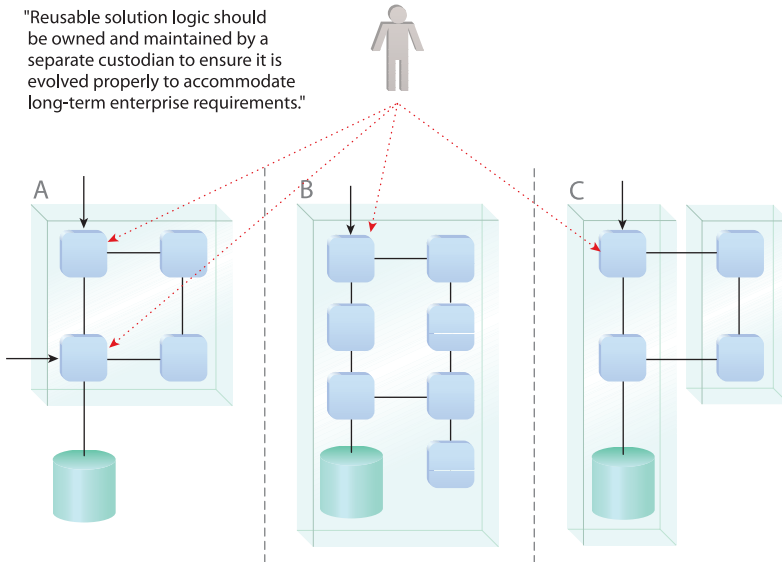 "Reusable solution logic should
be owned and maintained by a
separate custodian to ensure it is
evolved properly to accommodate
long-term enterprise requirements."
A
B
C